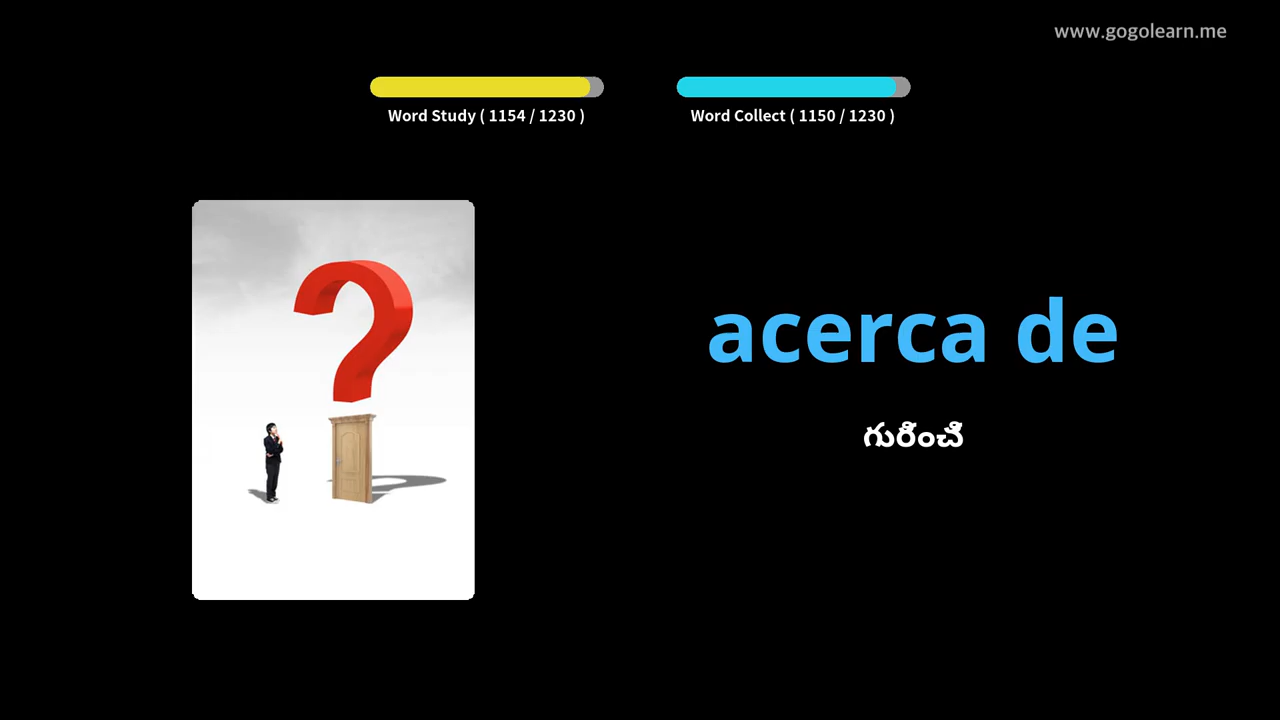 www.gogolearn.me
Word Study ( 1154 / 1230 )
Word Collect ( 1150 / 1230 )
acerca de
గురించి